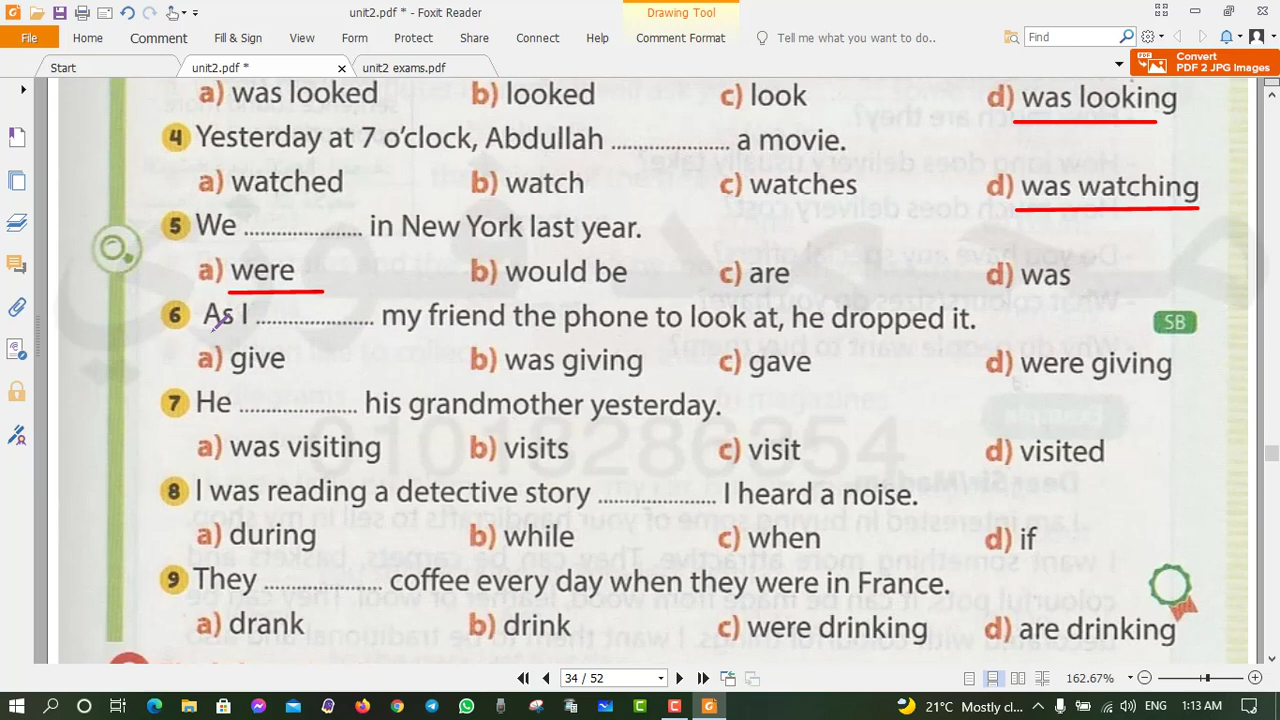 unit2.pdf * - Foxit Reader
Drawing Tool
File Home Comment Fill & Sign View Form Protect Share Connect Help Comment Format Tell me what you want to do.. Find
Convert
PDF 2 JPG Images
Start unit2.pdf * unit2 exams.pdf
a) was looked b) looked c) look d) was looking
4 Yesterday at 7 o'clock, Abdullah .................... a movie.
a) watched b) watch c) watches d) was watching
5 We .................... in New York last year.
a) were b) would be c) are d) was
6 As I .................... my friend the phone to look at, he dropped it. SB
a) give b) was giving c) gave d) were giving
7 He .................... his grandmother yesterday.
a) was visiting b) visits c) visit d) visited
8 I was reading a detective story .................... I heard a noise.
a) during b) while c) when d) if
9 They .................... coffee every day when they were in France.
a) drank b) drink c) were drinking d) are drinking
01018286354
34 / 52 162.67%
21°C Mostly cl... ENG 1:13 AM